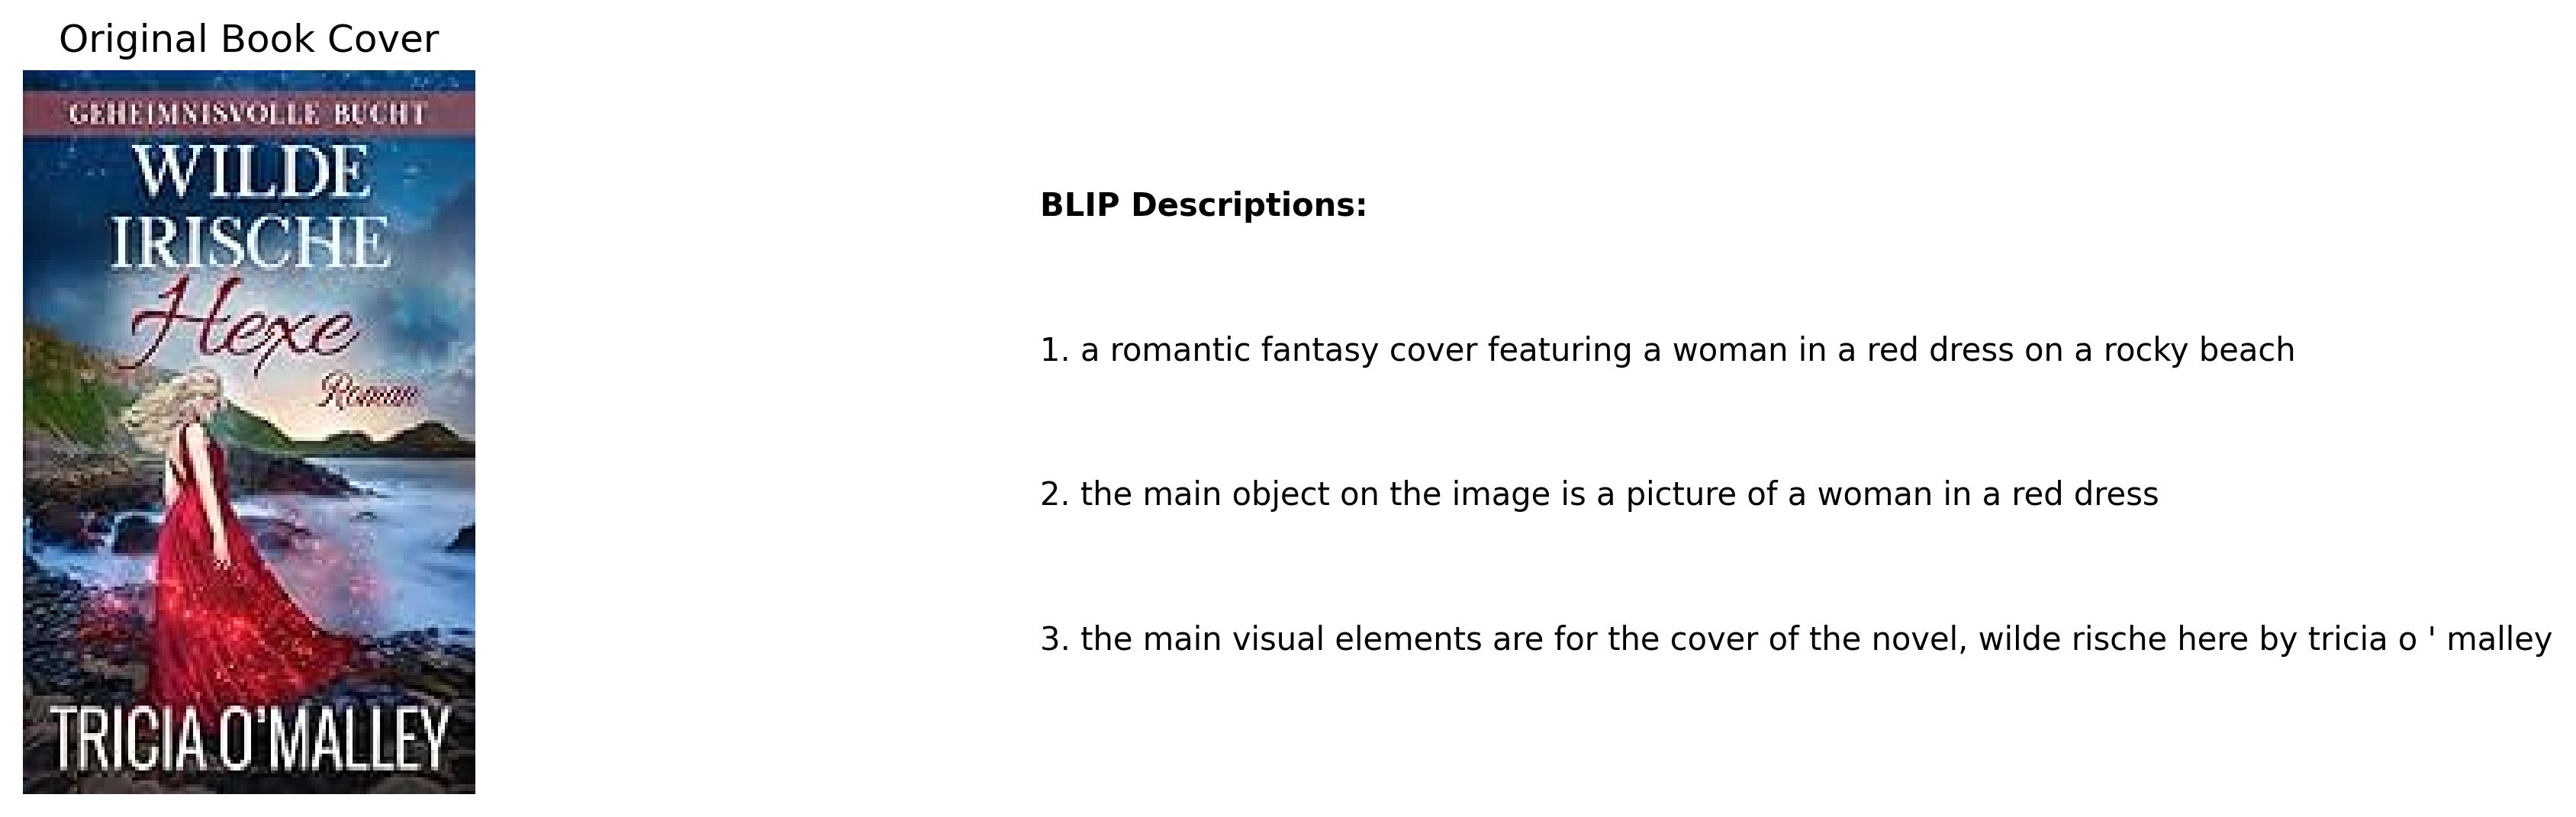 Original Book Cover
GEHEIMNISVOLLE BUCHT
WILDE
IRISCHE
Hexe
Roman
TRICIA O'MALLEY
BLIP Descriptions:
1. a romantic fantasy cover featuring a woman in a red dress on a rocky beach
2. the main object on the image is a picture of a woman in a red dress
3. the main visual elements are for the cover of the novel, wilde rische here by tricia o ' malley